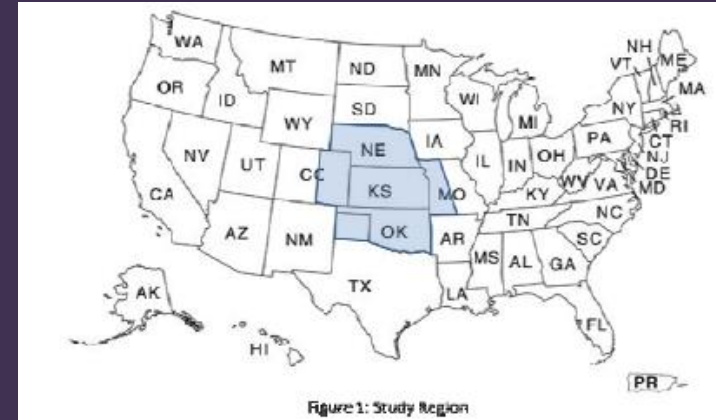 WA
MT
ND
MN
OR
ID
SD
WI
MI
NH
VT
ME
MA
NY
RI
WY
NE
IA
PA
CT
NJ
NV
UT
CO
IL
IN
OH
DE
MD
CA
KS
MO
KY
WV
VA
NC
AZ
NM
OK
AR
TN
SC
MS
AL
GA
TX
LA
AK
FL
HI
PR
Figure 1: Study Region